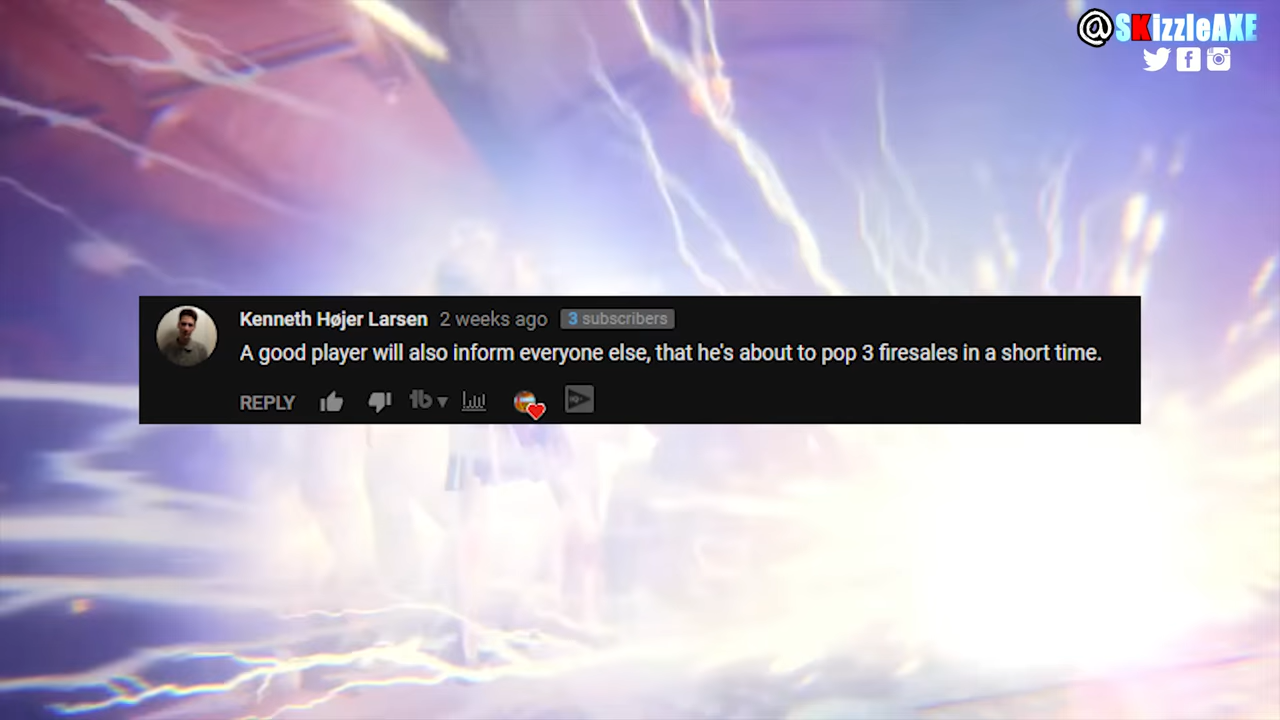 @SKizzleAXE
Kenneth Højer Larsen 2 weeks ago 3 subscribers
A good player will also inform everyone else, that he's about to pop 3 firesales in a short time.
REPLY